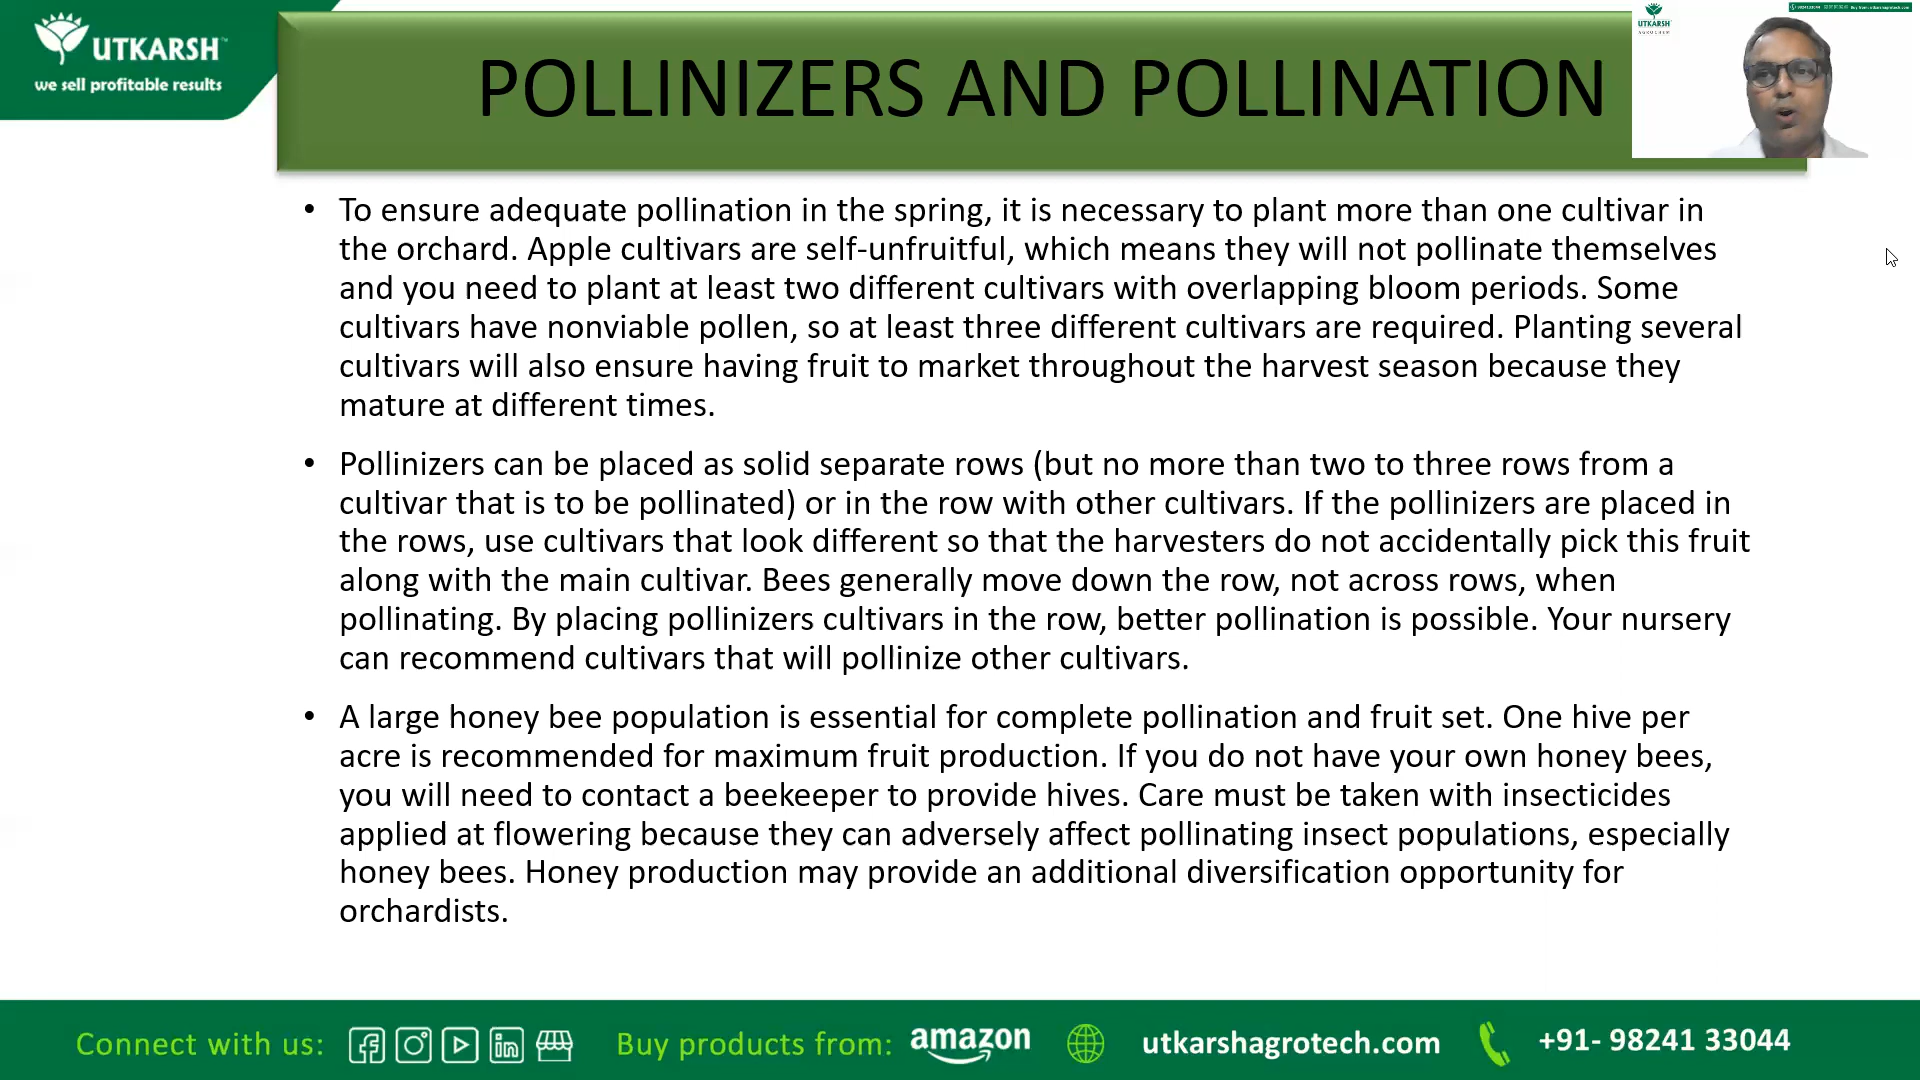 UTKARSH™
we sell profitable results
POLLINIZERS AND POLLINATION
UTKARSH
• To ensure adequate pollination in the spring, it is necessary to plant more than one cultivar in
the orchard. Apple cultivars are self-unfruitful, which means they will not pollinate themselves
and you need to plant at least two different cultivars with overlapping bloom periods. Some
cultivars have nonviable pollen, so at least three different cultivars are required. Planting several
cultivars will also ensure having fruit to market throughout the harvest season because they
mature at different times.
• Pollinizers can be placed as solid separate rows (but no more than two to three rows from a
cultivar that is to be pollinated) or in the row with other cultivars. If the pollinizers are placed in
the rows, use cultivars that look different so that the harvesters do not accidentally pick this fruit
along with the main cultivar. Bees generally move down the row, not across rows, when
pollinating. By placing pollinizers cultivars in the row, better pollination is possible. Your nursery
can recommend cultivars that will pollinize other cultivars.
• A large honey bee population is essential for complete pollination and fruit set. One hive per
acre is recommended for maximum fruit production. If you do not have your own honey bees,
you will need to contact a beekeeper to provide hives. Care must be taken with insecticides
applied at flowering because they can adversely affect pollinating insect populations, especially
honey bees. Honey production may provide an additional diversification opportunity for
orchardists.
Connect with us: Buy products from: amazon utkarshagrotech.com +91- 98241 33044